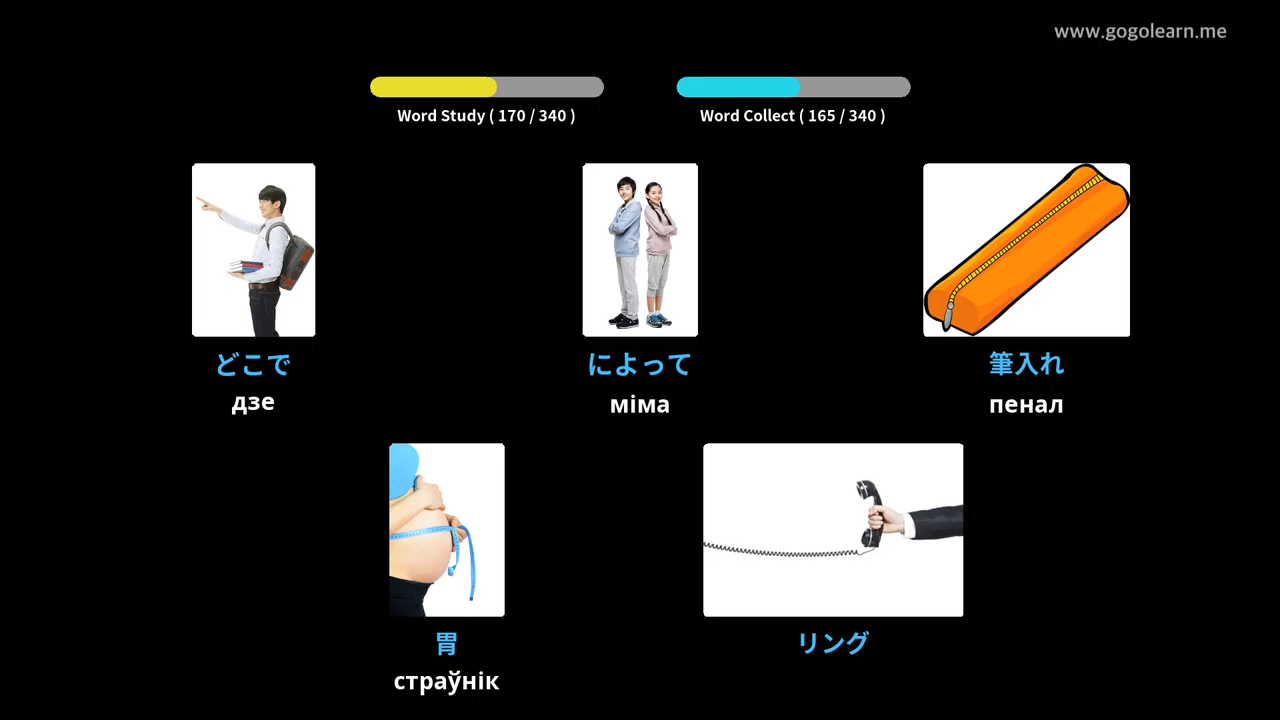 www.gogolearn.me
Word Study ( 170 / 340 )
Word Collect ( 165 / 340 )
どこで
дзе
によって
міма
筆入れ
пенал
胃
страўнік
リング